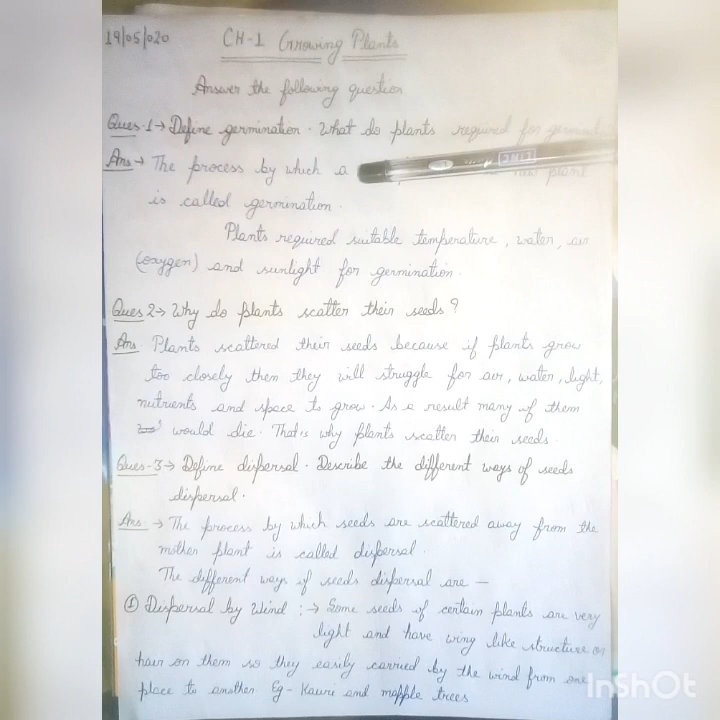 19/05/020
CH-1 Growing Plants
Answer the following question
Ques-1→ Define germination. What do plants required for
Ans→ The process by which a new plant
is called germination.
Plants required suitable temperature, water, air
(oxygen) and sunlight for germination.
Ques 2→ Why do plants scatter their seeds?
Ans. Plants scattered their seeds because if plants grow
too closely them they will struggle for air, water, light,
nutrients and space to grow. As a result many of them
would die. That is why plants scatter their seeds.
Ques-3→ Define dispersal. Describe the different ways of seeds
dispersal.
Ans. → The process by which seeds are scattered away from the
mother plant is called dispersal.
The different ways of seeds dispersal are —
① Dispersal by Wind :→ Some seeds of certain plants are very
light and have wing like structure or
hair on them so they easily carried by the wind from one
place to another Eg - Kauri and mapple trees
InShOt